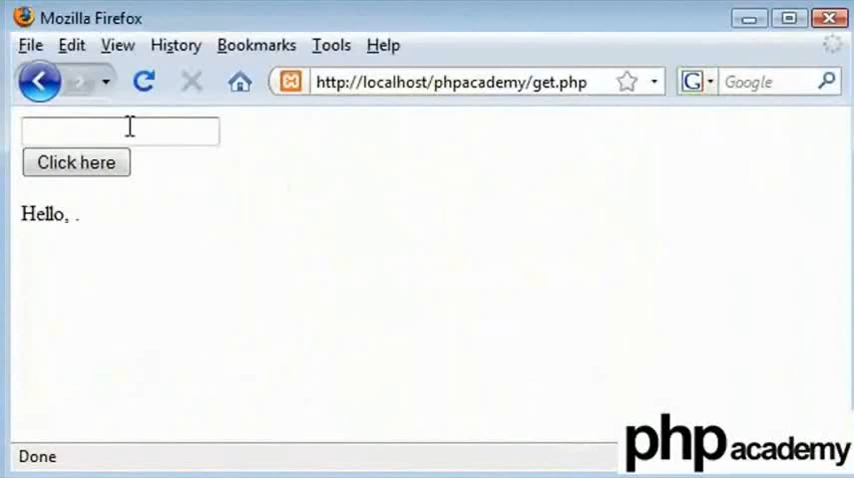 Mozilla Firefox
File Edit View History Bookmarks Tools Help
http://localhost/phpacademy/get.php G Google
Click here
Hello, .
Done
php academy